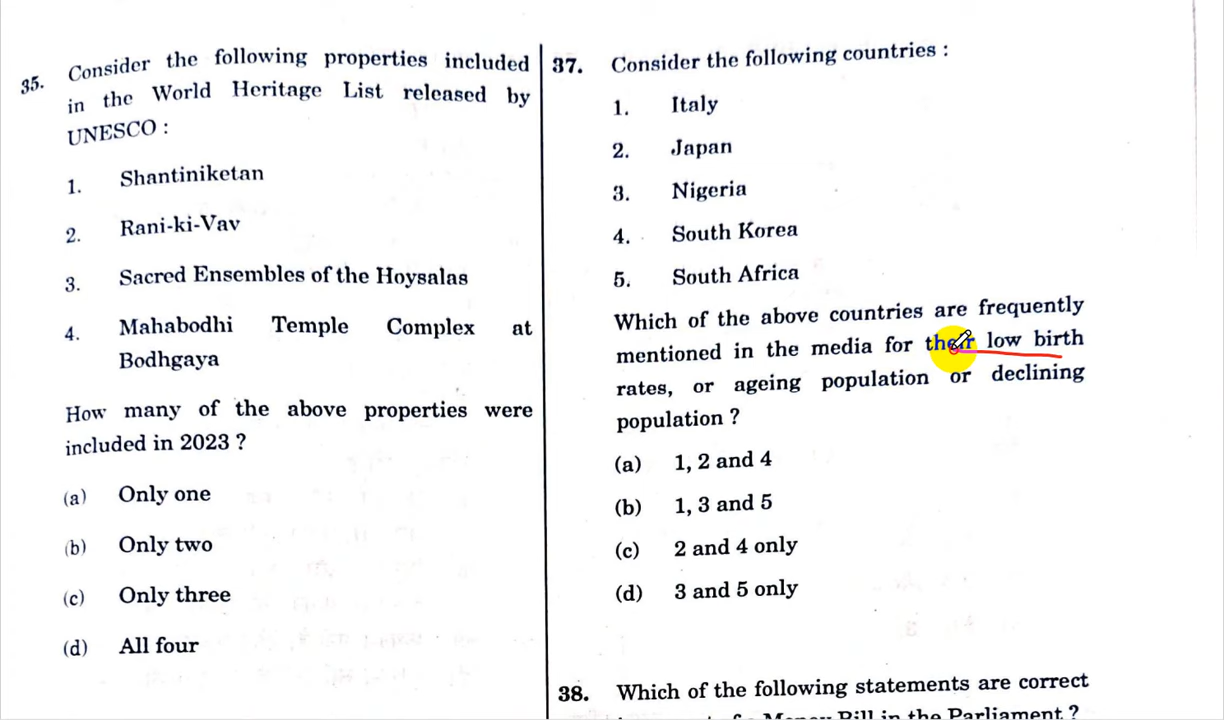 35. Consider the following properties included
in the World Heritage List released by
UNESCO :
1. Shantiniketan
2. Rani-ki-Vav
3. Sacred Ensembles of the Hoysalas
4. Mahabodhi Temple Complex at
Bodhgaya
How many of the above properties were
included in 2023 ?
(a) Only one
(b) Only two
(c) Only three
(d) All four
37. Consider the following countries :
1. Italy
2. Japan
3. Nigeria
4. South Korea
5. South Africa
Which of the above countries are frequently
mentioned in the media for their low birth
rates, or ageing population or declining
population ?
(a) 1, 2 and 4
(b) 1, 3 and 5
(c) 2 and 4 only
(d) 3 and 5 only
38. Which of the following statements are correct
Money Bill in the Parliament ?